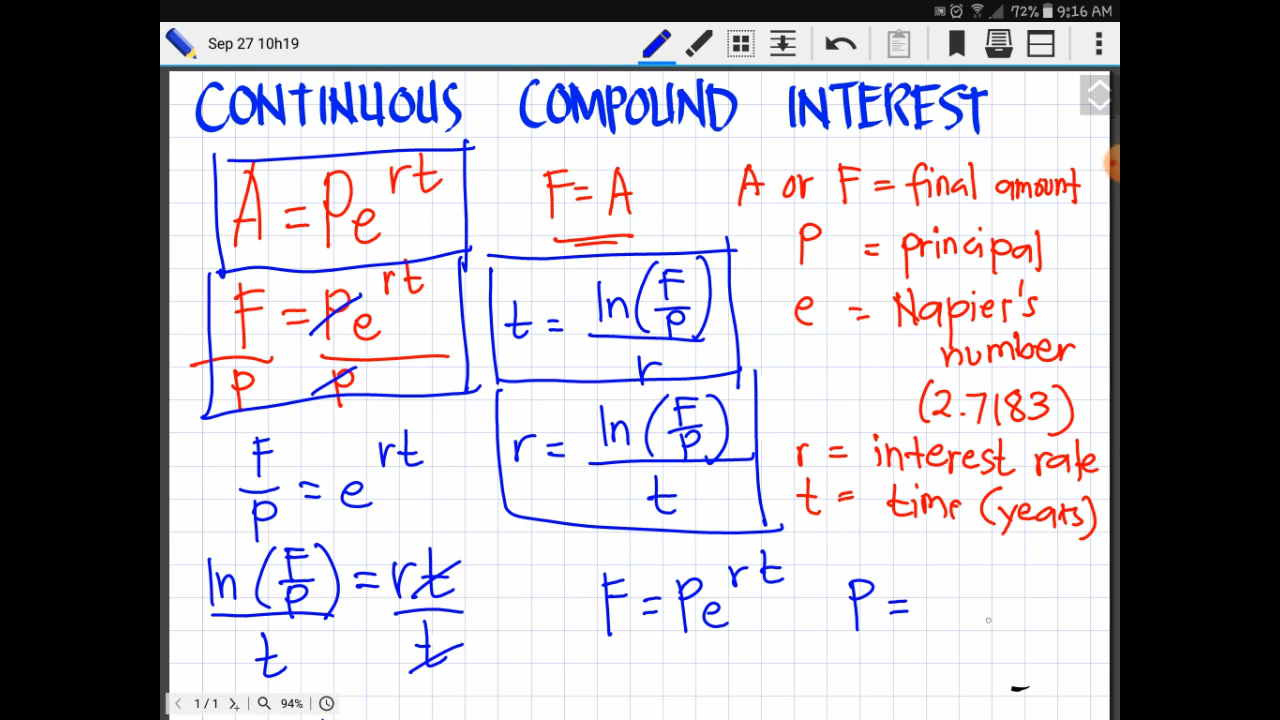 72% 9:16 AM
Sep 27 10h19
CONTINUOUS COMPOUND INTEREST
A = Pe^rt
F = A
A or F = final amount
P = principal
e = Napier's
number
(2.7183)
r = interest rate
t = time (years)
F/P = Pe^rt/P
t = ln(F/P)/r
r = ln(F/P)/t
F/P = e^rt
ln(F/P)/t = rt/t
F = Pe^rt
P =
1/1 94%